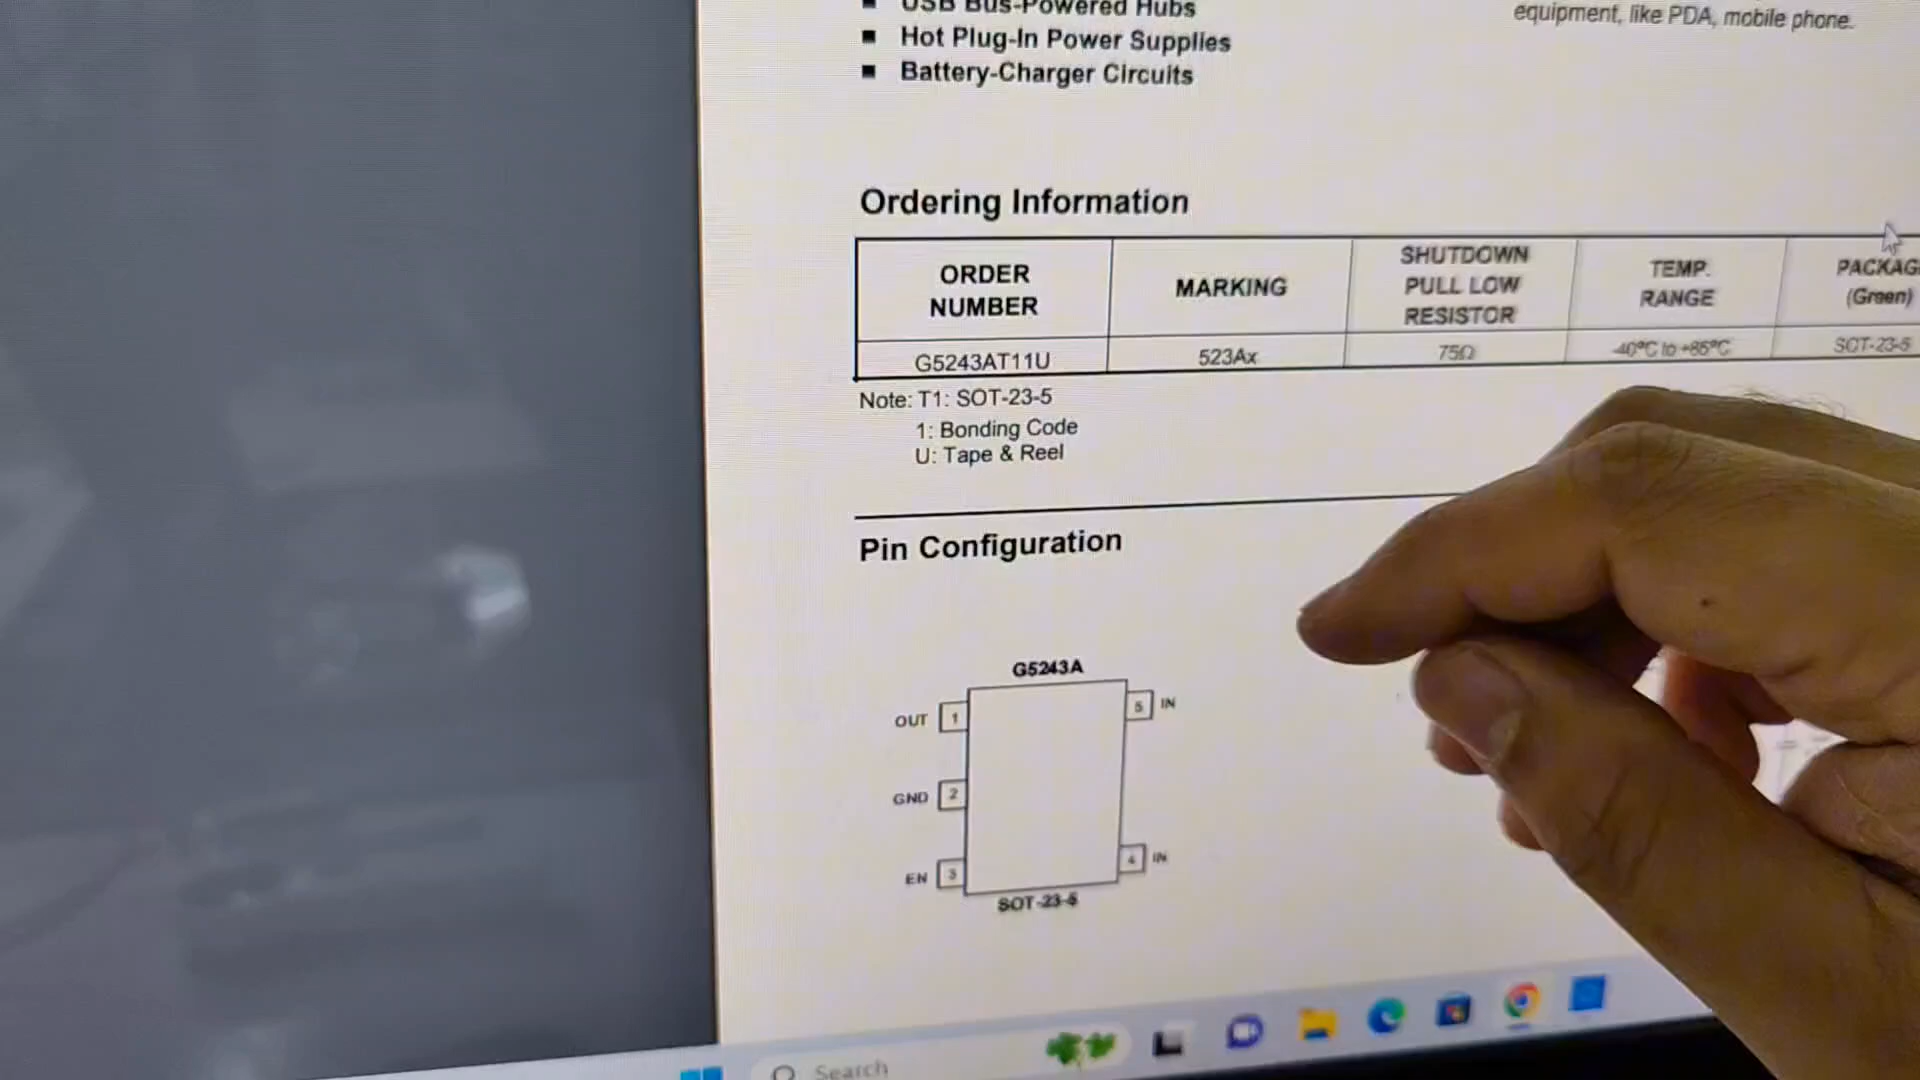 USB Bus-Powered Hubs
Hot Plug-In Power Supplies
Battery-Charger Circuits
equipment, like PDA, mobile phone.
Ordering Information
ORDER NUMBER
MARKING
SHUTDOWN PULL LOW RESISTOR
TEMP. RANGE
PACKAG
(Green)
G5243AT11U
523Ax
75Ω
-40°C to +85°C
SOT-23-5
Note: T1: SOT-23-5
1: Bonding Code
U: Tape & Reel
Pin Configuration
G5243A
OUT 1
5 IN
GND 2
EN 3
4 IN
SOT-23-5
Search